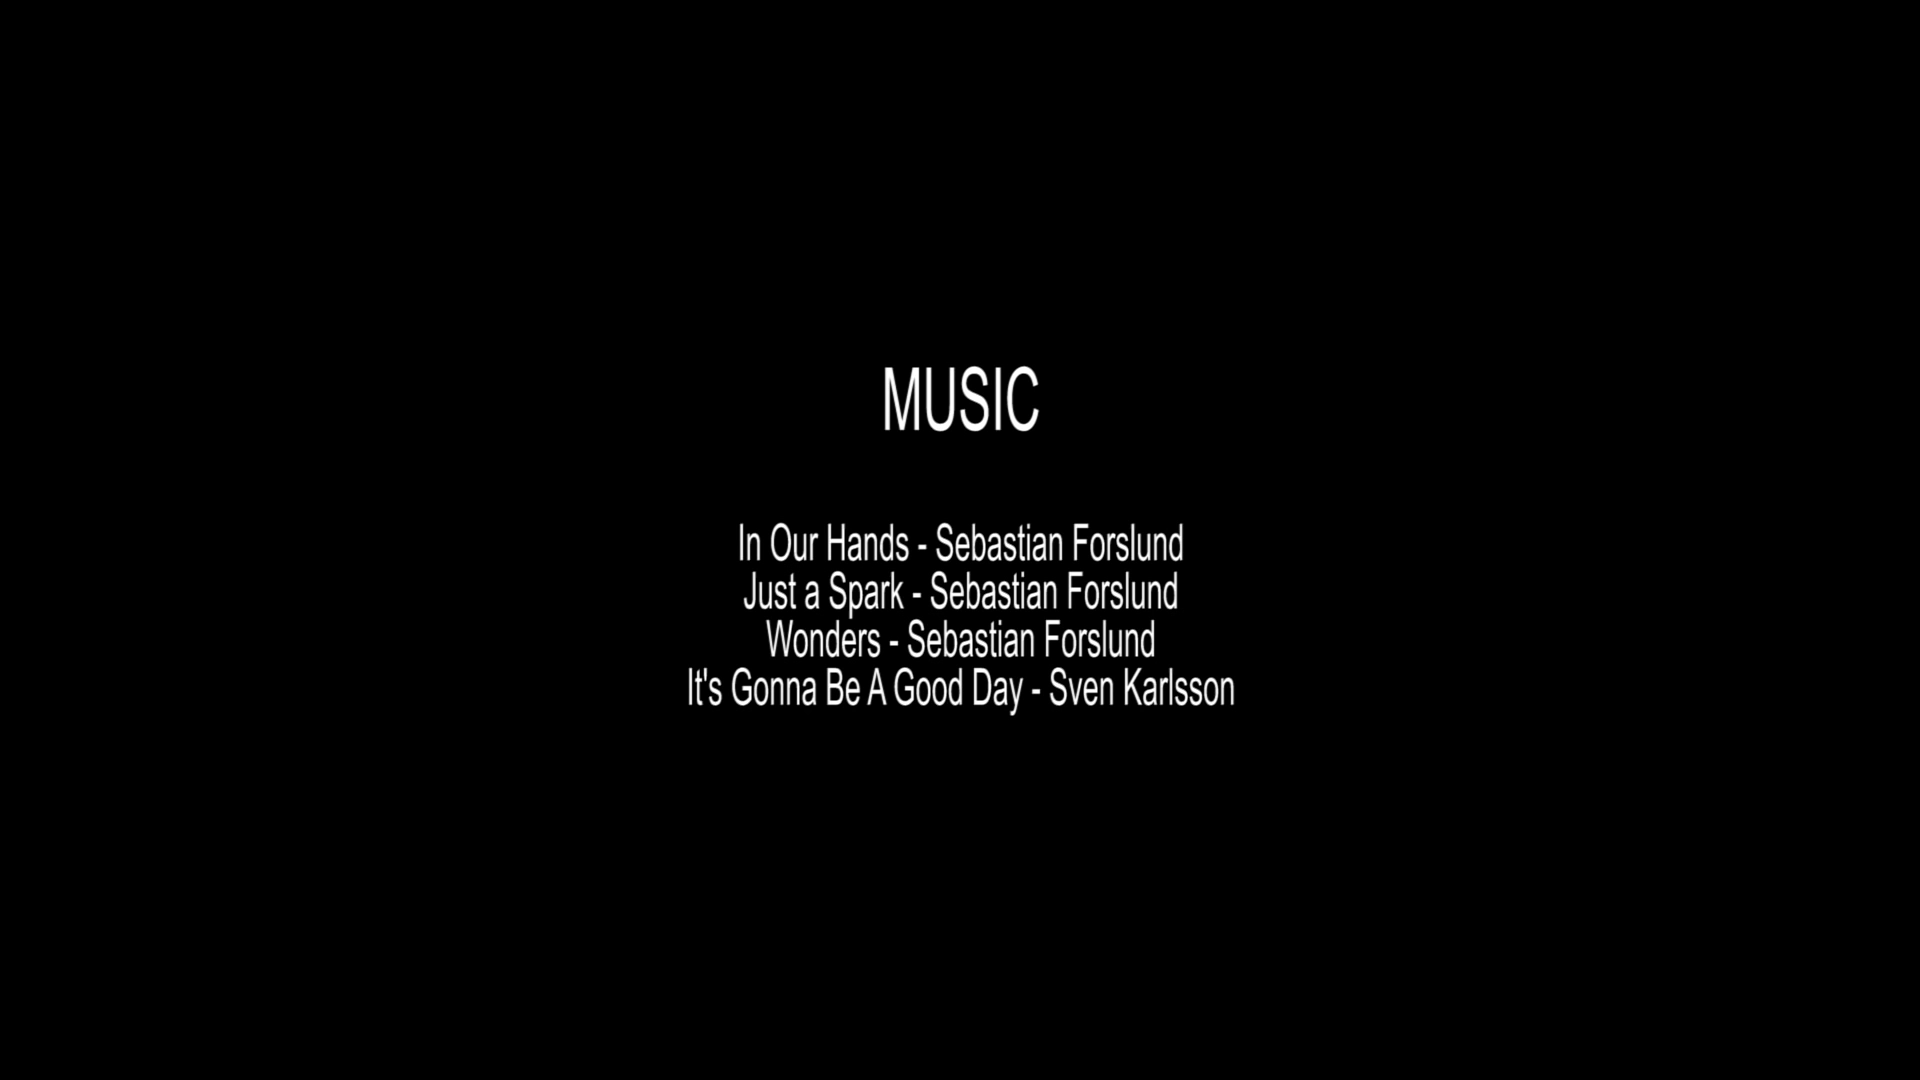 MUSIC
In Our Hands - Sebastian Forslund
Just a Spark - Sebastian Forslund
Wonders - Sebastian Forslund
It's Gonna Be A Good Day - Sven Karlsson